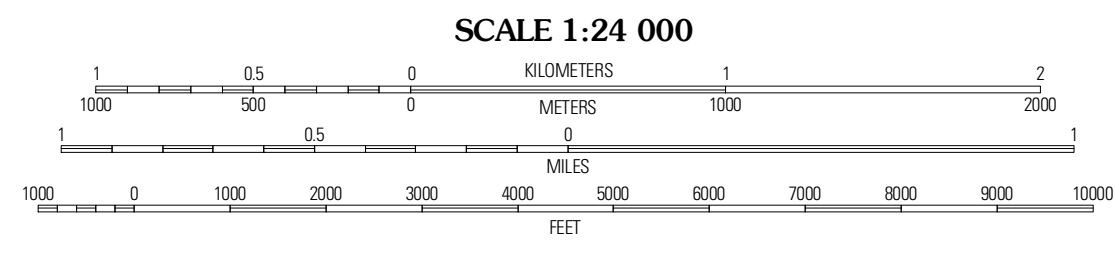 SCALE 1:24 000
1 0.5 0 KILOMETERS 1 2
1000 500 0 METERS 1000 2000
1 0.5 0 1
MILES
1000 0 1000 2000 3000 4000 5000 6000 7000 8000 9000 10000
FEET